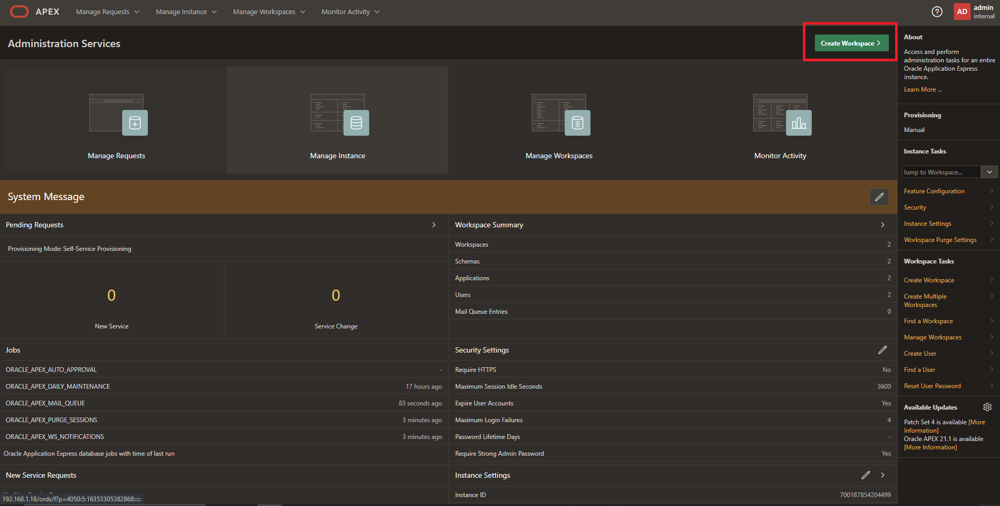 APEX
Manage Requests
Manage Instance
Manage Workspaces
Monitor Activity
?
AD
admin
internal
Administration Services
Create Workspace
Manage Requests
Manage Instance
Manage Workspaces
Monitor Activity
System Message
Pending Requests
Provisioning Mode: Self-Service Provisioning
0
New Service
0
Service Change
Workspace Summary
Workspaces 2
Schemas 2
Applications 2
Users 2
Mail Queue Entries 0
Jobs
ORACLE_APEX_AUTO_APPROVAL -
ORACLE_APEX_DAILY_MAINTENANCE 17 hours ago
ORACLE_APEX_MAIL_QUEUE 83 seconds ago
ORACLE_APEX_PURGE_SESSIONS 3 minutes ago
ORACLE_APEX_WS_NOTIFICATIONS 3 minutes ago
Oracle Application Express database jobs with time of last run
Security Settings
Require HTTPS No
Maximum Session Idle Seconds 3600
Expire User Accounts Yes
Maximum Login Failures 4
Password Lifetime Days -
Require Strong Admin Password Yes
New Service Requests
192.168.1.18/ords/f?p=4050:5:16353305382868:::::
Instance Settings
Instance ID 700187854204499
About
Access and perform
administration tasks for an entire
Oracle Application Express
instance.
Learn More ...
Provisioning
Manual
Instance Tasks
Jump to Workspace...
Feature Configuration
Security
Instance Settings
Workspace Purge Settings
Workspace Tasks
Create Workspace
Create Multiple
Workspaces
Find a Workspace
Manage Workspaces
Create User
Find a User
Reset User Password
Available Updates
Patch Set 4 is available [More
Information]
Oracle APEX 21.1 is available
[More Information]